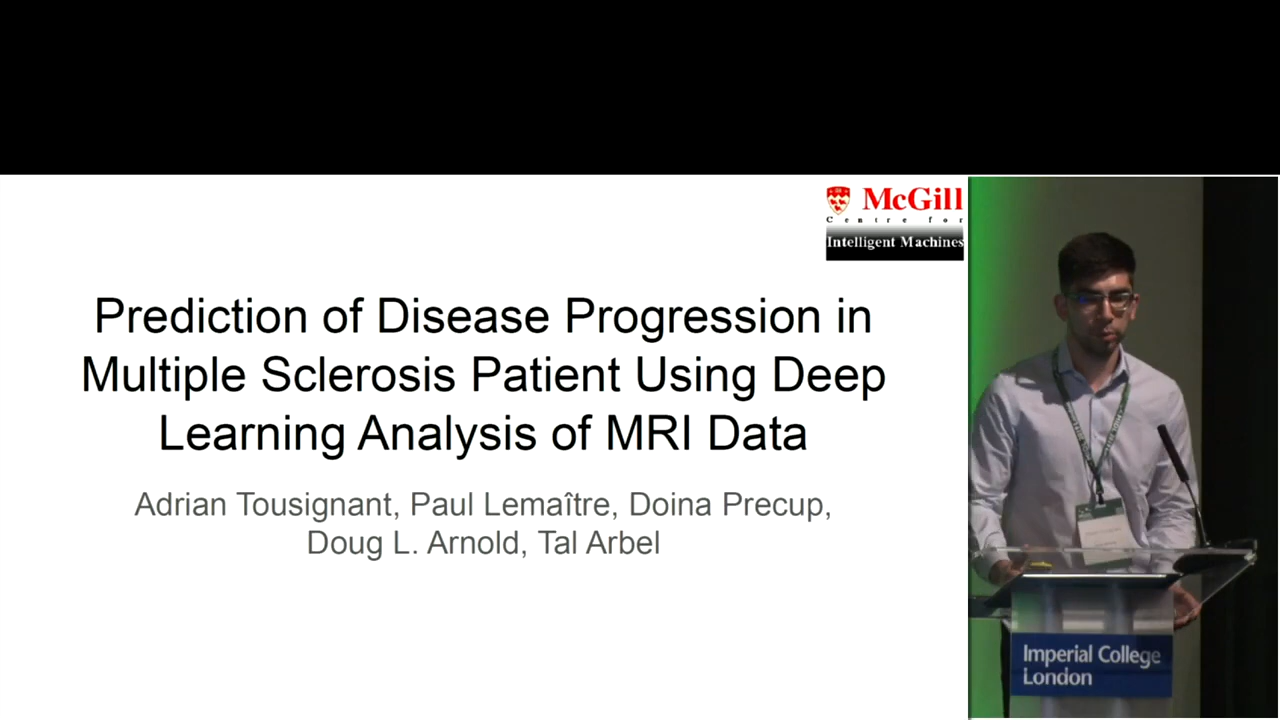 McGill
Centre for
Intelligent Machines
Prediction of Disease Progression in
Multiple Sclerosis Patient Using Deep
Learning Analysis of MRI Data
Adrian Tousignant, Paul Lemaître, Doina Precup,
Doug L. Arnold, Tal Arbel
Imperial College
London